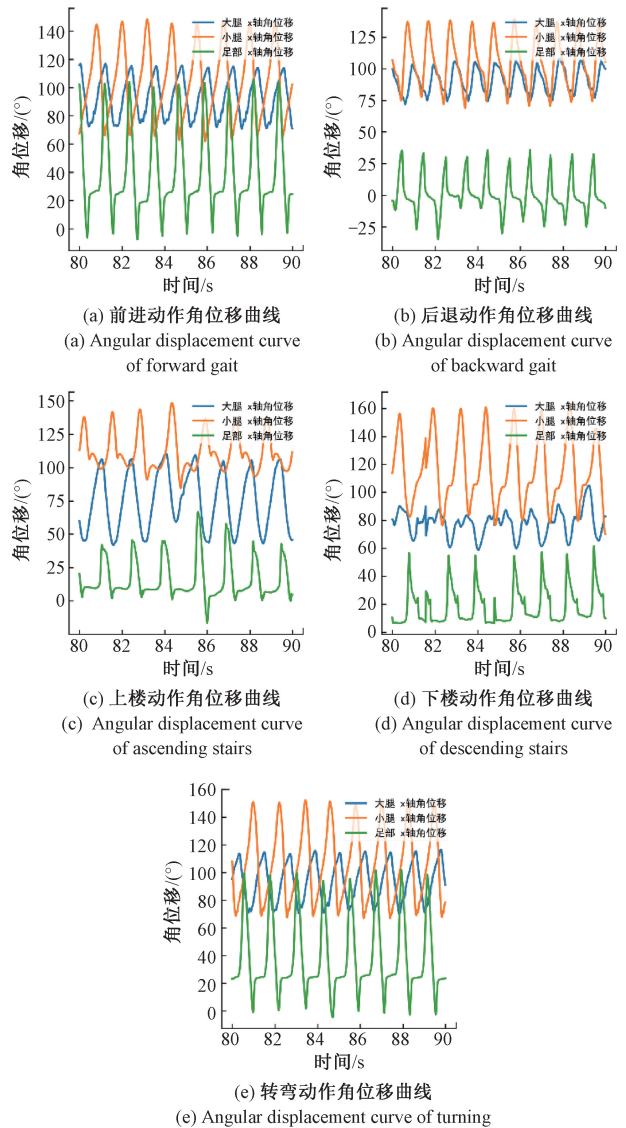 140
120
100
80
60
40
20
0
角位移/(°)
大腿 x轴角位移
小腿 x轴角位移
足部 x轴角位移
80 82 84 86 88 90
时间/s
(a) 前进动作角位移曲线
(a) Angular displacement curve
of forward gait
125
100
75
50
25
0
−25
角位移/(°)
大腿 x轴角位移
小腿 x轴角位移
足部 x轴角位移
80 82 84 86 88 90
时间/s
(b) 后退动作角位移曲线
(b) Angular displacement curve
of backward gait
150
125
100
75
50
25
0
角位移/(°)
大腿 x轴角位移
小腿 x轴角位移
足部 x轴角位移
80 82 84 86 88 90
时间/s
(c) 上楼动作角位移曲线
(c) Angular displacement curve
of ascending stairs
160
140
120
100
80
60
40
20
0
角位移/(°)
大腿 x轴角位移
小腿 x轴角位移
足部 x轴角位移
80 82 84 86 88 90
时间/s
(d) 下楼动作角位移曲线
(d) Angular displacement curve
of descending stairs
160
140
120
100
80
60
40
20
0
角位移/(°)
大腿 x轴角位移
小腿 x轴角位移
足部 x轴角位移
80 82 84 86 88 90
时间/s
(e) 转弯动作角位移曲线
(e) Angular displacement curve of turning